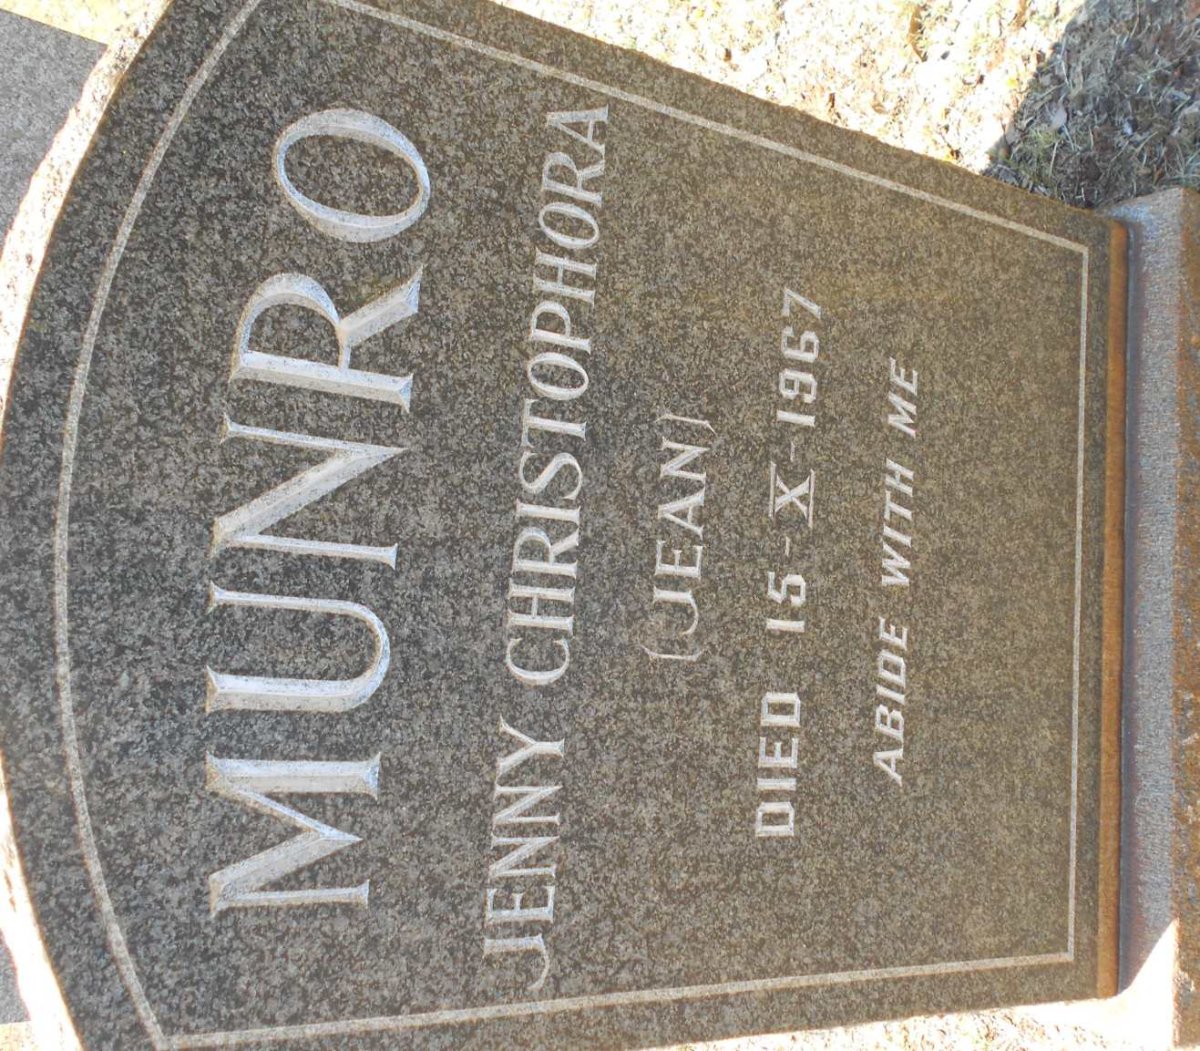 MUNRO
JENNY CHRISTOPHORA
(JEAN)
DIED 15-X-1967
ABIDE WITH ME